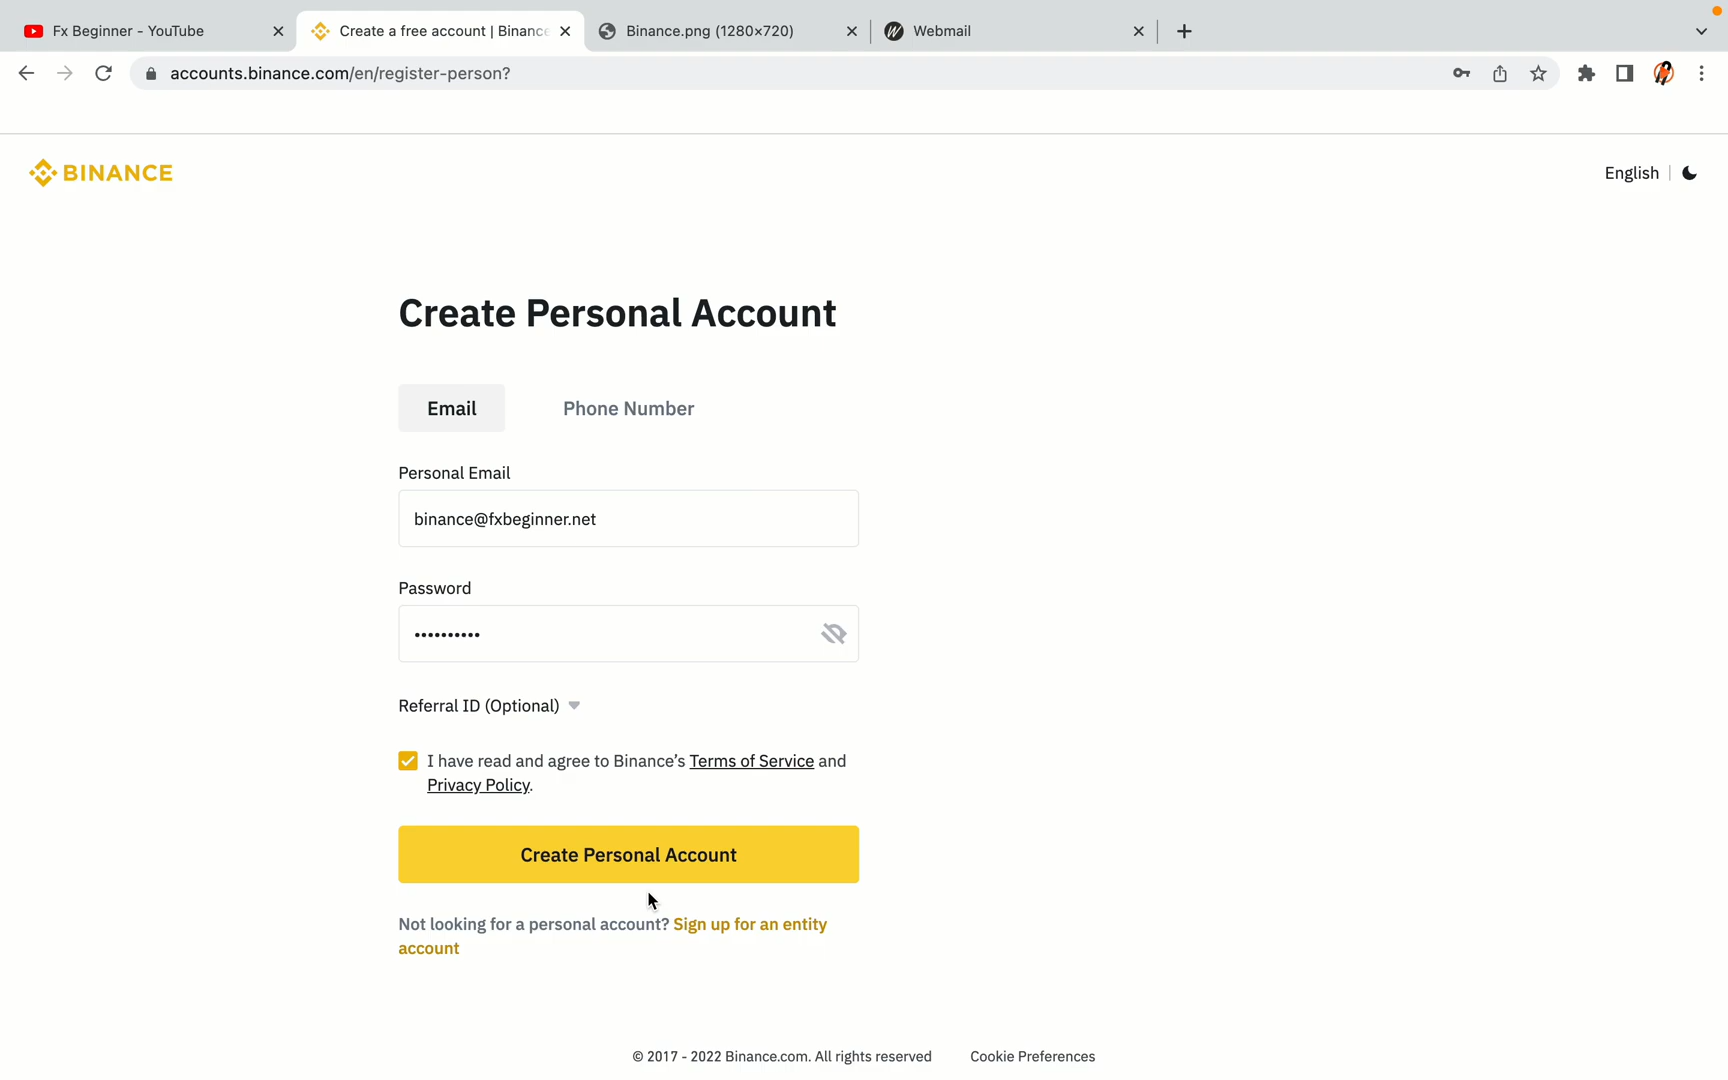 Fx Beginner - YouTube
Create a free account | Binance
Binance.png (1280×720)
Webmail
accounts.binance.com/en/register-person?
BINANCE
English
Create Personal Account
Email
Phone Number
Personal Email
binance@fxbeginner.net
Password
••••••••••
Referral ID (Optional)
I have read and agree to Binance's Terms of Service and
Privacy Policy.
Create Personal Account
Not looking for a personal account? Sign up for an entity
account
© 2017 - 2022 Binance.com. All rights reserved
Cookie Preferences